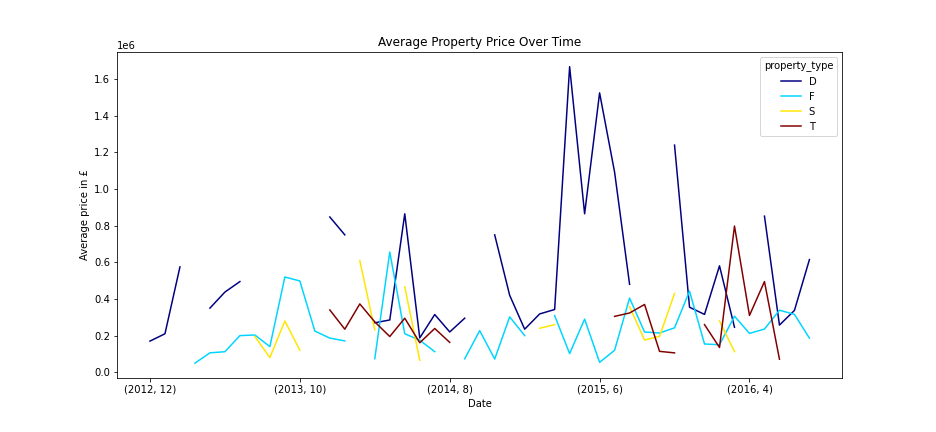 Average Property Price Over Time
1e6
property_type
D
F
S
T
1.6
1.4
1.2
1.0
0.8
0.6
0.4
0.2
0.0
Average price in £
(2012, 12)
(2013, 10)
(2014, 8)
(2015, 6)
(2016, 4)
Date